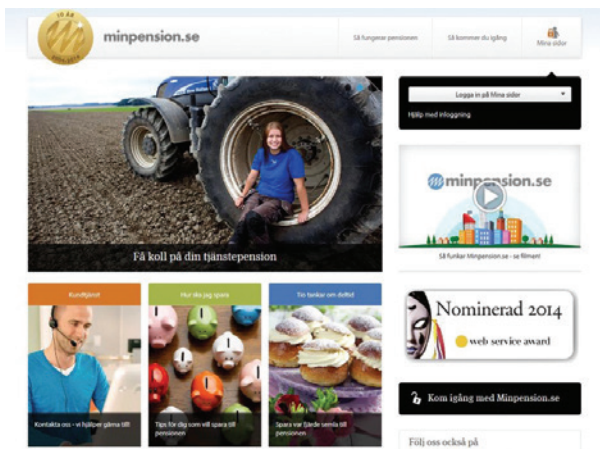 10 ÅR
minpension.se
Så fungerar pensionen
Så kommer du igång
Mina sidor
Logga in på Mina sidor
Hjälp med inloggning
Få koll på din tjänstepension
minpension.se
Så funkar Minpension.se - se filmen!
Kundtjänst
Hur ska jag spara
Tio tankar om deltid
Kontakta oss - vi hjälper gärna till!
Tips för dig som vill spara till
pensionen
Spara var fjärde semla till
pensionen
Nominerad 2014
web service award
Kom igång med Minpension.se
Följ oss också på